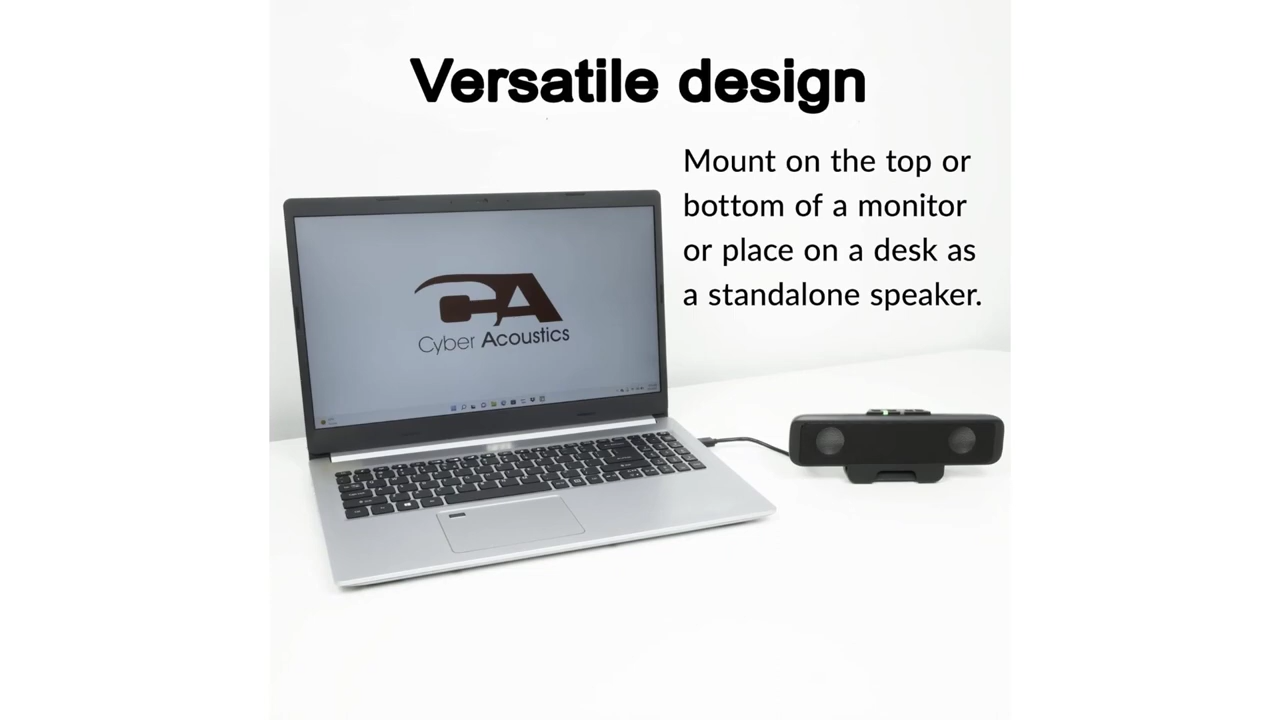 Versatile design
Mount on the top or
bottom of a monitor
or place on a desk as
a standalone speaker.
CA
Cyber Acoustics